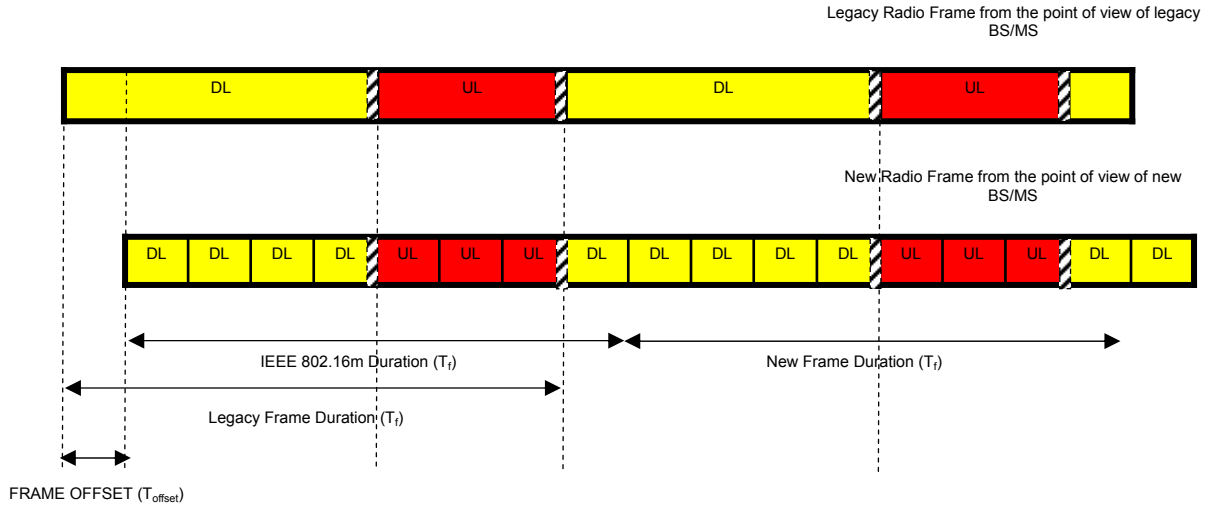 Legacy Radio Frame from the point of view of legacy
BS/MS
DL UL DL UL
New Radio Frame from the point of view of new
BS/MS
DL DL DL DL UL UL UL DL DL DL DL DL UL UL UL DL DL
IEEE 802.16m Duration (Tf)
New Frame Duration (Tf)
Legacy Frame Duration (Tf)
FRAME OFFSET (Toffset)